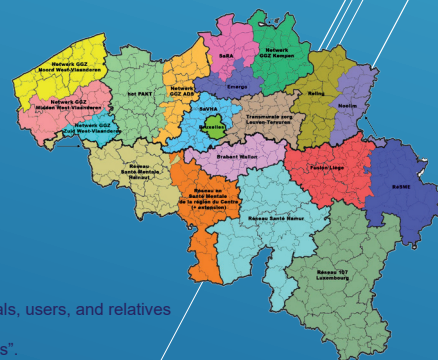 Netwerk GGZ
Noord West-Vlaanderen
Netwerk GGZ
Midden West-Vlaanderen
Netwerk GGZ
Zuid West-Vlaanderen
het PAKT
Netwerk
GGZ ADS
SaRA
Netwerk
GGZ Kempen
Emergo
SaVHA
Bruxelles
Transmurale zorg
Leuven-Tervuren
Reling
Noolim
Réseau
Santé Mentale
Hainaut
Brabant Wallon
Fusion Liège
Réseau en
Santé Mentale
de la région du Centre
(+ extension)
Réseau Santé Namur
Réseau 107
Luxembourg
als, users, and relatives
s".